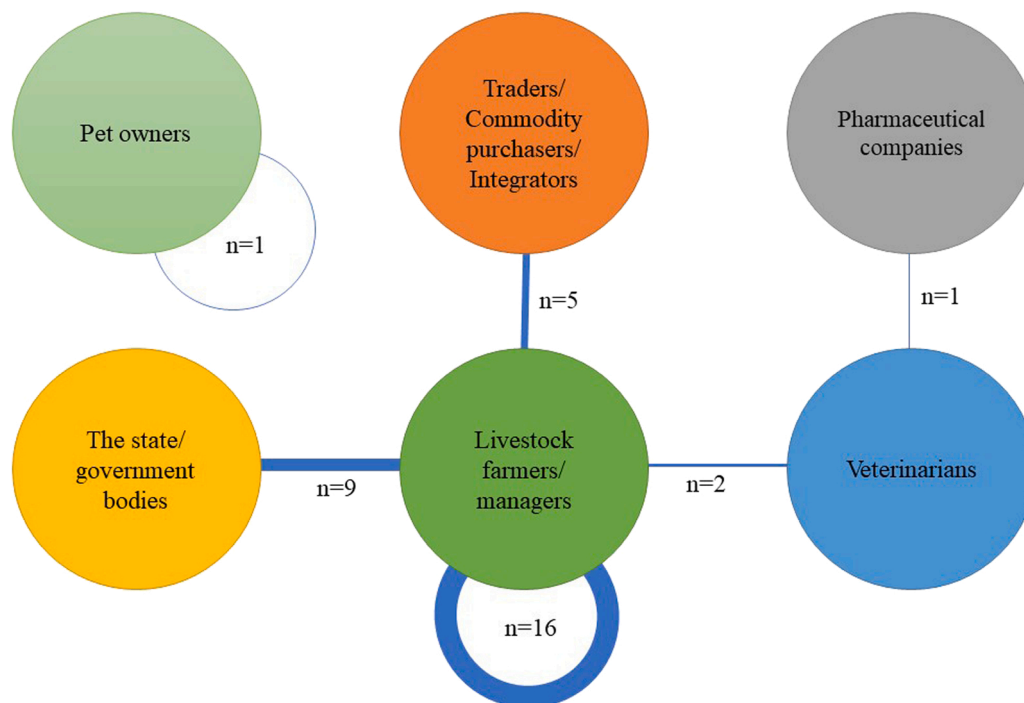 Pet owners
Traders/
Commodity
purchasers/
Integrators
Pharmaceutical
companies
n=1
n=5
n=1
The state/
government
bodies
Livestock
farmers/
managers
Veterinarians
n=9
n=2
n=16